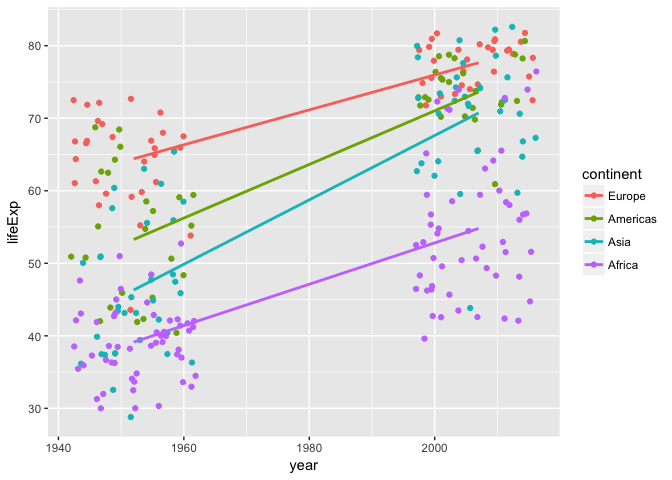 80
70
60
50
40
30
lifeExp
1940
1960
1980
2000
year
continent
Europe
Americas
Asia
Africa